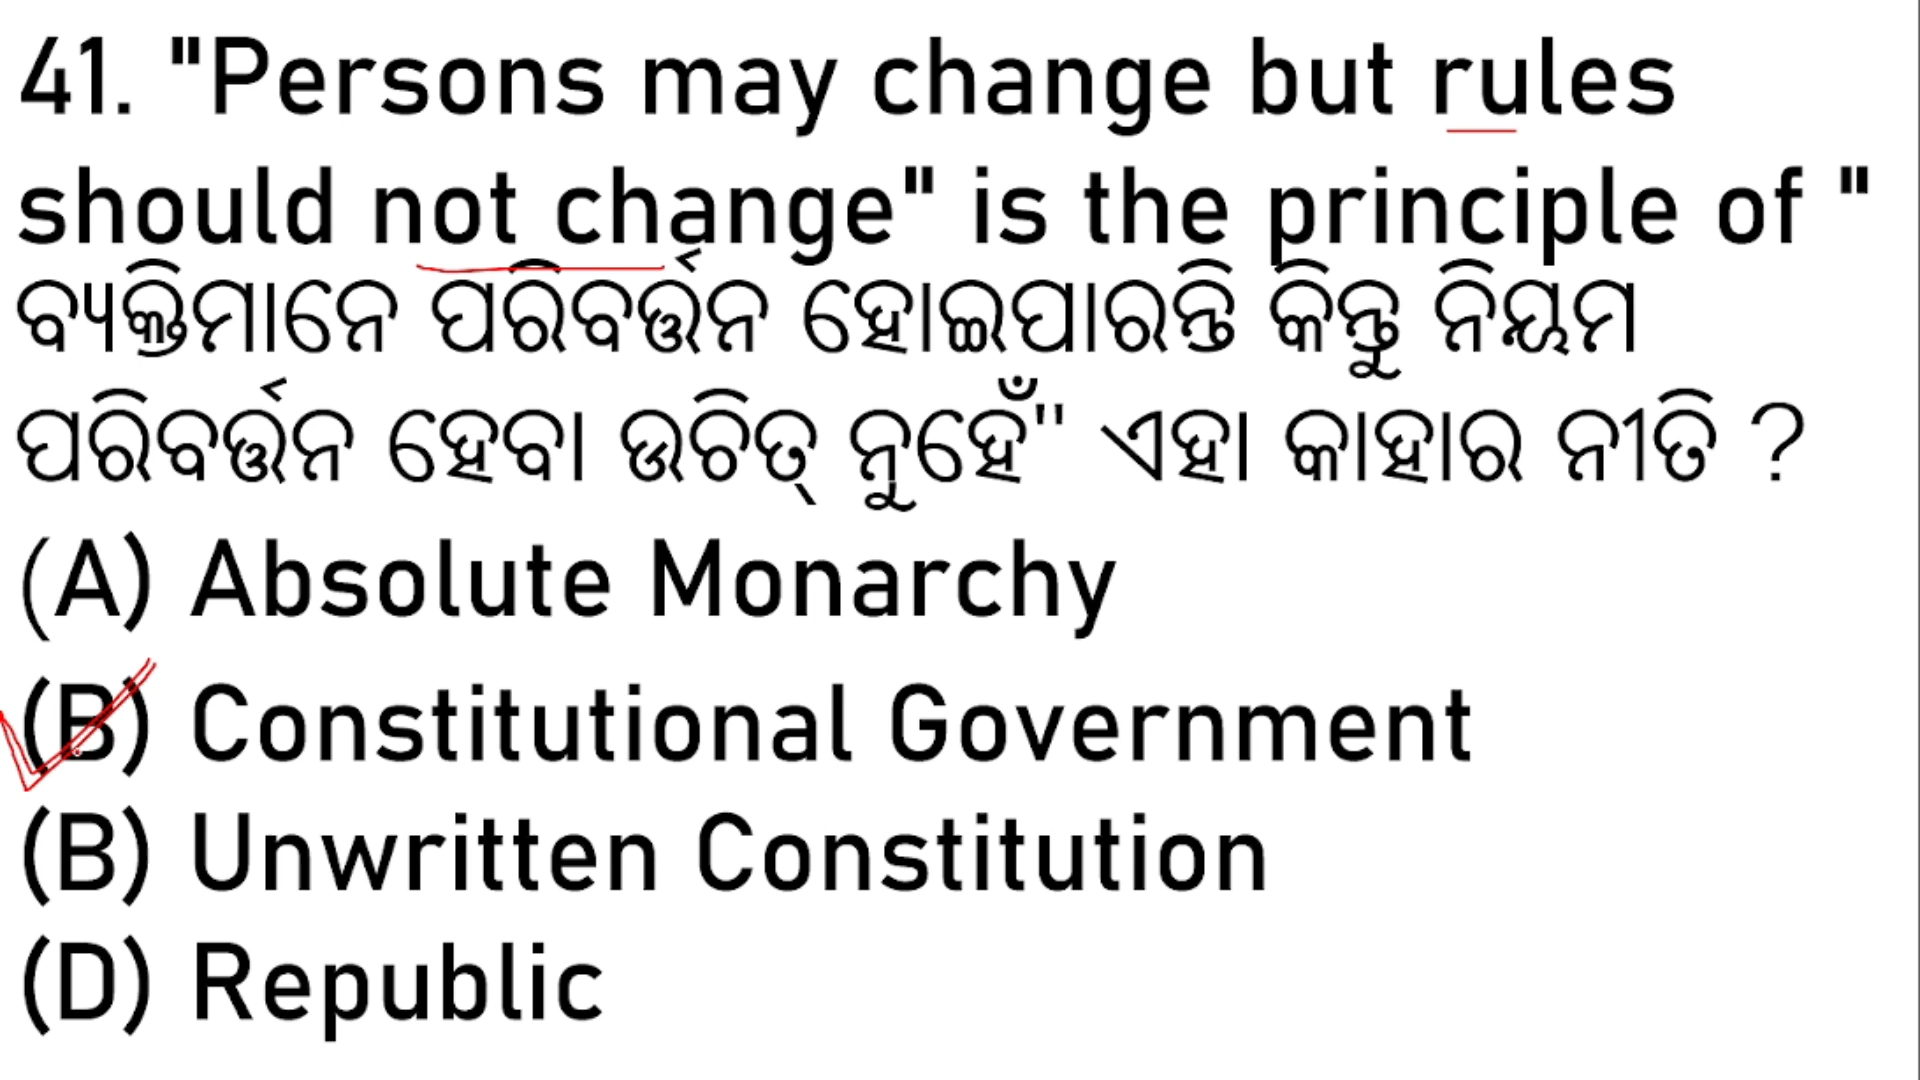 41. "Persons may change but rules
should not change" is the principle of "
ବ୍ୟକ୍ତିମାନେ ପରିବର୍ତ୍ତନ ହୋଇପାରନ୍ତି କିନ୍ତୁ ନିୟମ
ପରିବର୍ତ୍ତନ ହେବା ଉଚିତ୍ ନୁହେଁ" ଏହା କାହାର ନୀତି ?
(A) Absolute Monarchy
(B) Constitutional Government
(B) Unwritten Constitution
(D) Republic